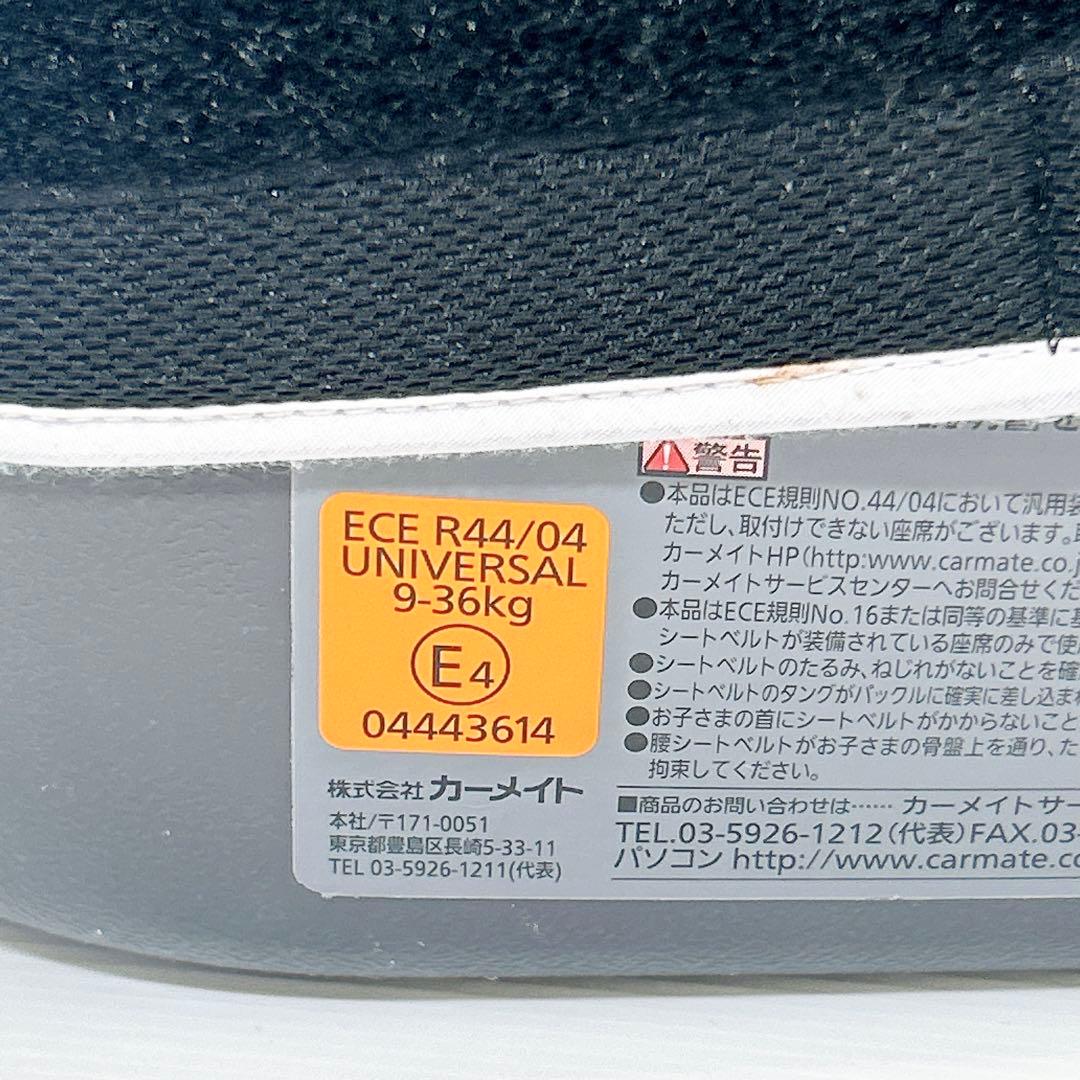 ECE R44/04
UNIVERSAL
9-36kg
E4
04443614
株式会社 カーメイト
本社/〒171-0051
東京都豊島区長崎5-33-11
TEL 03-5926-1211(代表)
警告
●本品はECE規則NO.44/04において汎用装
ただし、取付けできない座席がございます。
カーメイトHP(http:www.carmate.co.j
カーメイトサービスセンターへお問合せくだ
●本品はECE規則No.16または同等の基準に基
シートベルトが装備されている座席のみで使
●シートベルトのたるみ、ねじれがないことを確
●シートベルトのタングがバックルに確実に差し込まれ
●お子さまの首にシートベルトがかからないこと
●腰シートベルトがお子さまの骨盤上を通り、た
拘束してください。
■商品のお問い合わせは…… カーメイトサー
TEL.03-5926-1212(代表)FAX.03-
パソコン http://www.carmate.co